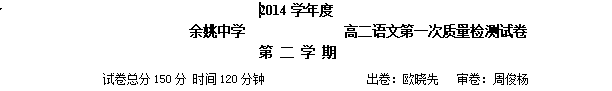 2014 学年度
余姚中学 高二语文第一次质量检测试卷
第 二 学 期
试卷总分 150 分 时间 120 分钟 出卷：欧晓先 审卷：周俊杨